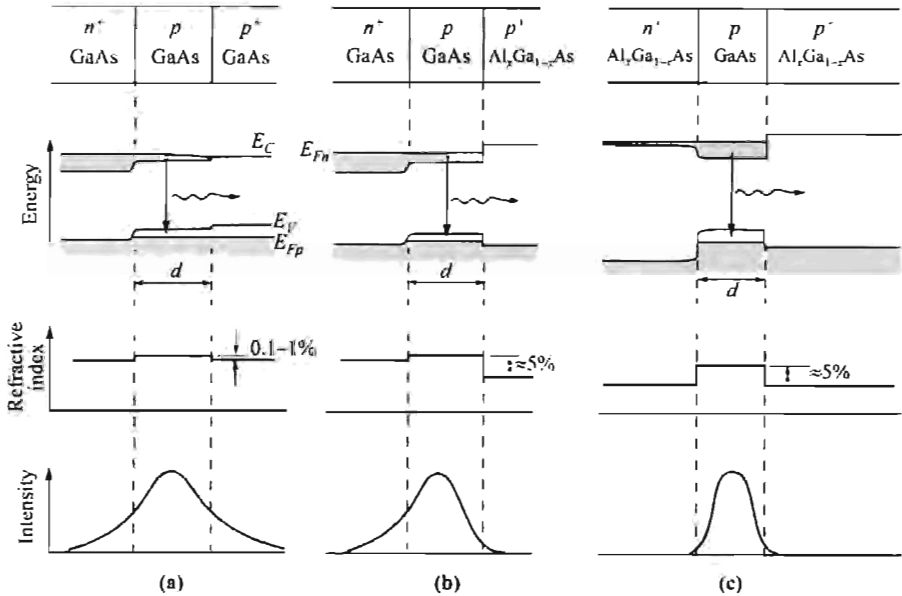 n⁺ p p⁺ n⁺ p p⁺ n⁺ p p⁺
GaAs GaAs GaAs GaAs GaAs AlₓGa₁₋ₓAs AlₓGa₁₋ₓAs GaAs AlₓGa₁₋ₓAs
Energy
E_C
E_V
E_Fp
E_Fn
d d d
Refractive
index
0.1–1% ≈5% ≈5%
Intensity
(a) (b) (c)